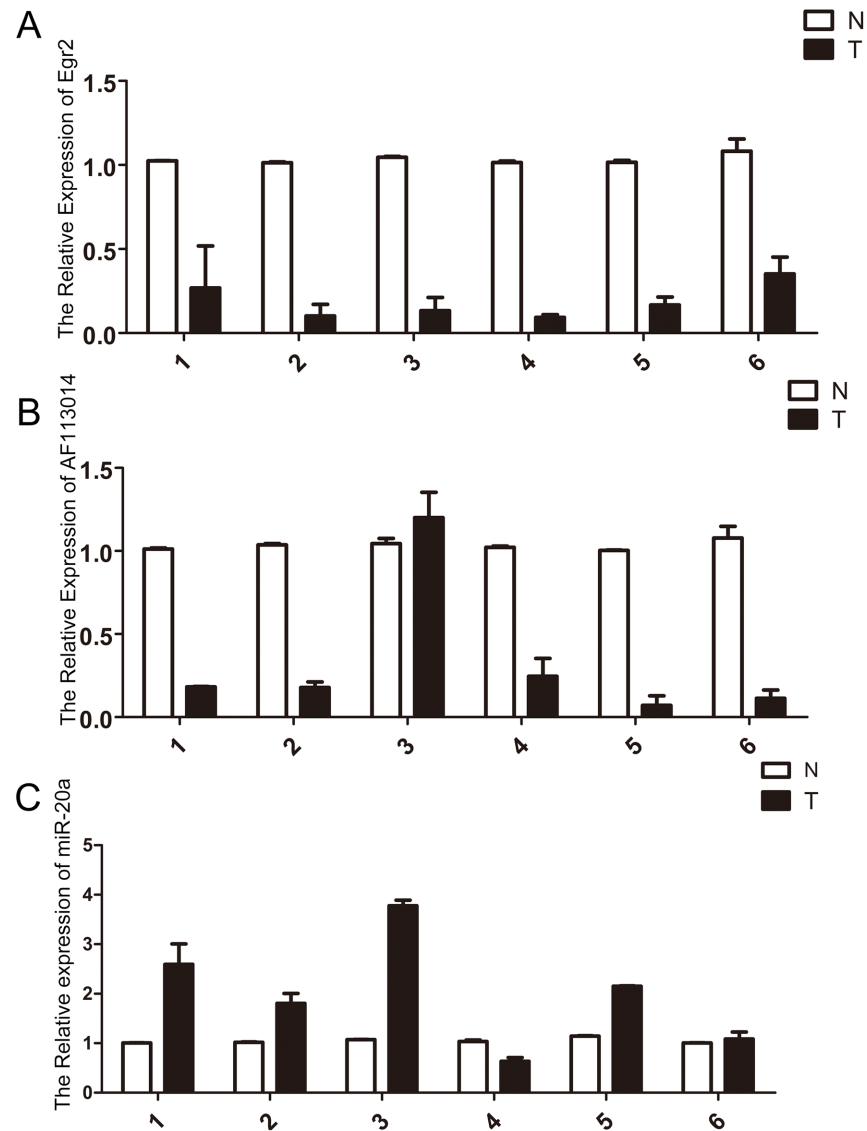 A
N
T
The Relative Expression of Egr2
1.5
1.0
0.5
0.0
1 2 3 4 5 6
B
N
T
The Relative Expression of AF113014
1.5
1.0
0.5
0.0
1 2 3 4 5 6
C
N
T
The Relative expression of miR-20a
5
4
3
2
1
0
1 2 3 4 5 6